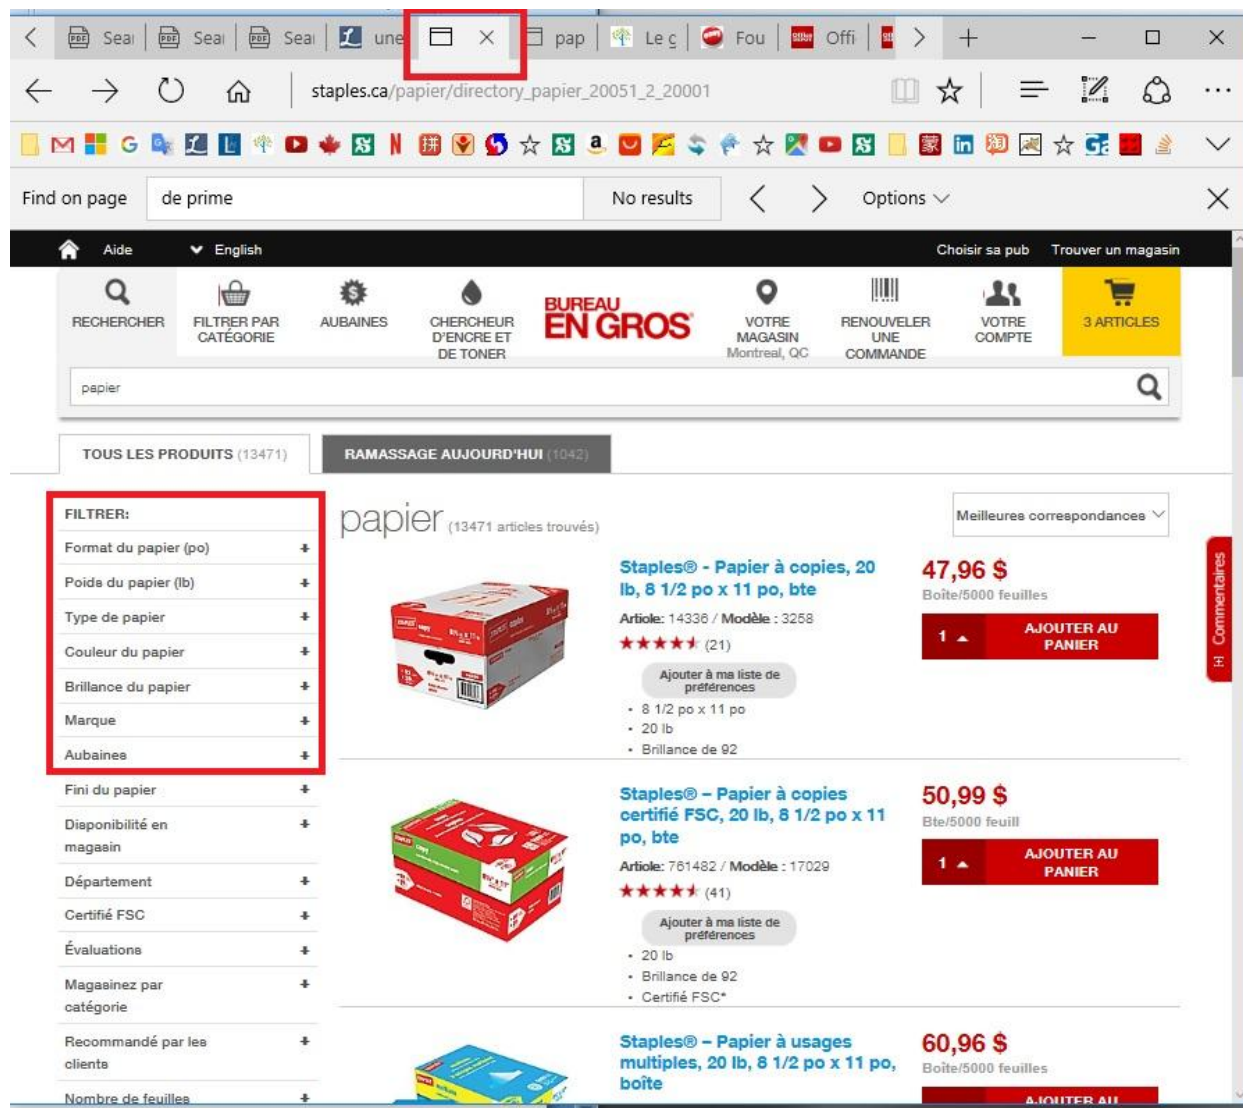 Sear
Sear
Sear
une
pap
Le g
Fou
Offi
staples.ca/papier/directory_papier_20051_2_20001
Find on page de prime No results Options
Aide English Choisir sa pub Trouver un magasin
RECHERCHER
FILTRER PAR
CATÉGORIE
AUBAINES
CHERCHEUR
D'ENCRE ET
DE TONER
BUREAU
EN GROS
VOTRE
MAGASIN
Montreal, QC
RENOUVELER
UNE
COMMANDE
VOTRE
COMPTE
3 ARTICLES
papier
TOUS LES PRODUITS (13471) RAMASSAGE AUJOURD'HUI (1042)
FILTRER:
Format du papier (po)
Poids du papier (lb)
Type de papier
Couleur du papier
Brillance du papier
Marque
Aubaines
Fini du papier
Disponibilité en
magasin
Département
Certifié FSC
Évaluations
Magasinez par
catégorie
Recommandé par les
clients
Nombre de feuilles
papier (13471 articles trouvés)
Meilleures correspondances
Staples® - Papier à copies, 20
lb, 8 1/2 po x 11 po, bte
Article: 14336 / Modèle : 3258
(21)
Ajouter à ma liste de
préférences
• 8 1/2 po x 11 po
• 20 lb
• Brillance de 92
47,96 $
Boîte/5000 feuilles
1 AJOUTER AU
PANIER
Staples® – Papier à copies
certifié FSC, 20 lb, 8 1/2 po x 11
po, bte
Article: 761482 / Modèle : 17029
(41)
Ajouter à ma liste de
préférences
• 20 lb
• Brillance de 92
• Certifié FSC*
50,99 $
Bte/5000 feuill
1 AJOUTER AU
PANIER
Staples® – Papier à usages
multiples, 20 lb, 8 1/2 po x 11 po,
boîte
60,96 $
Boîte/5000 feuilles
AJOUTER AU
[+] Commentaires